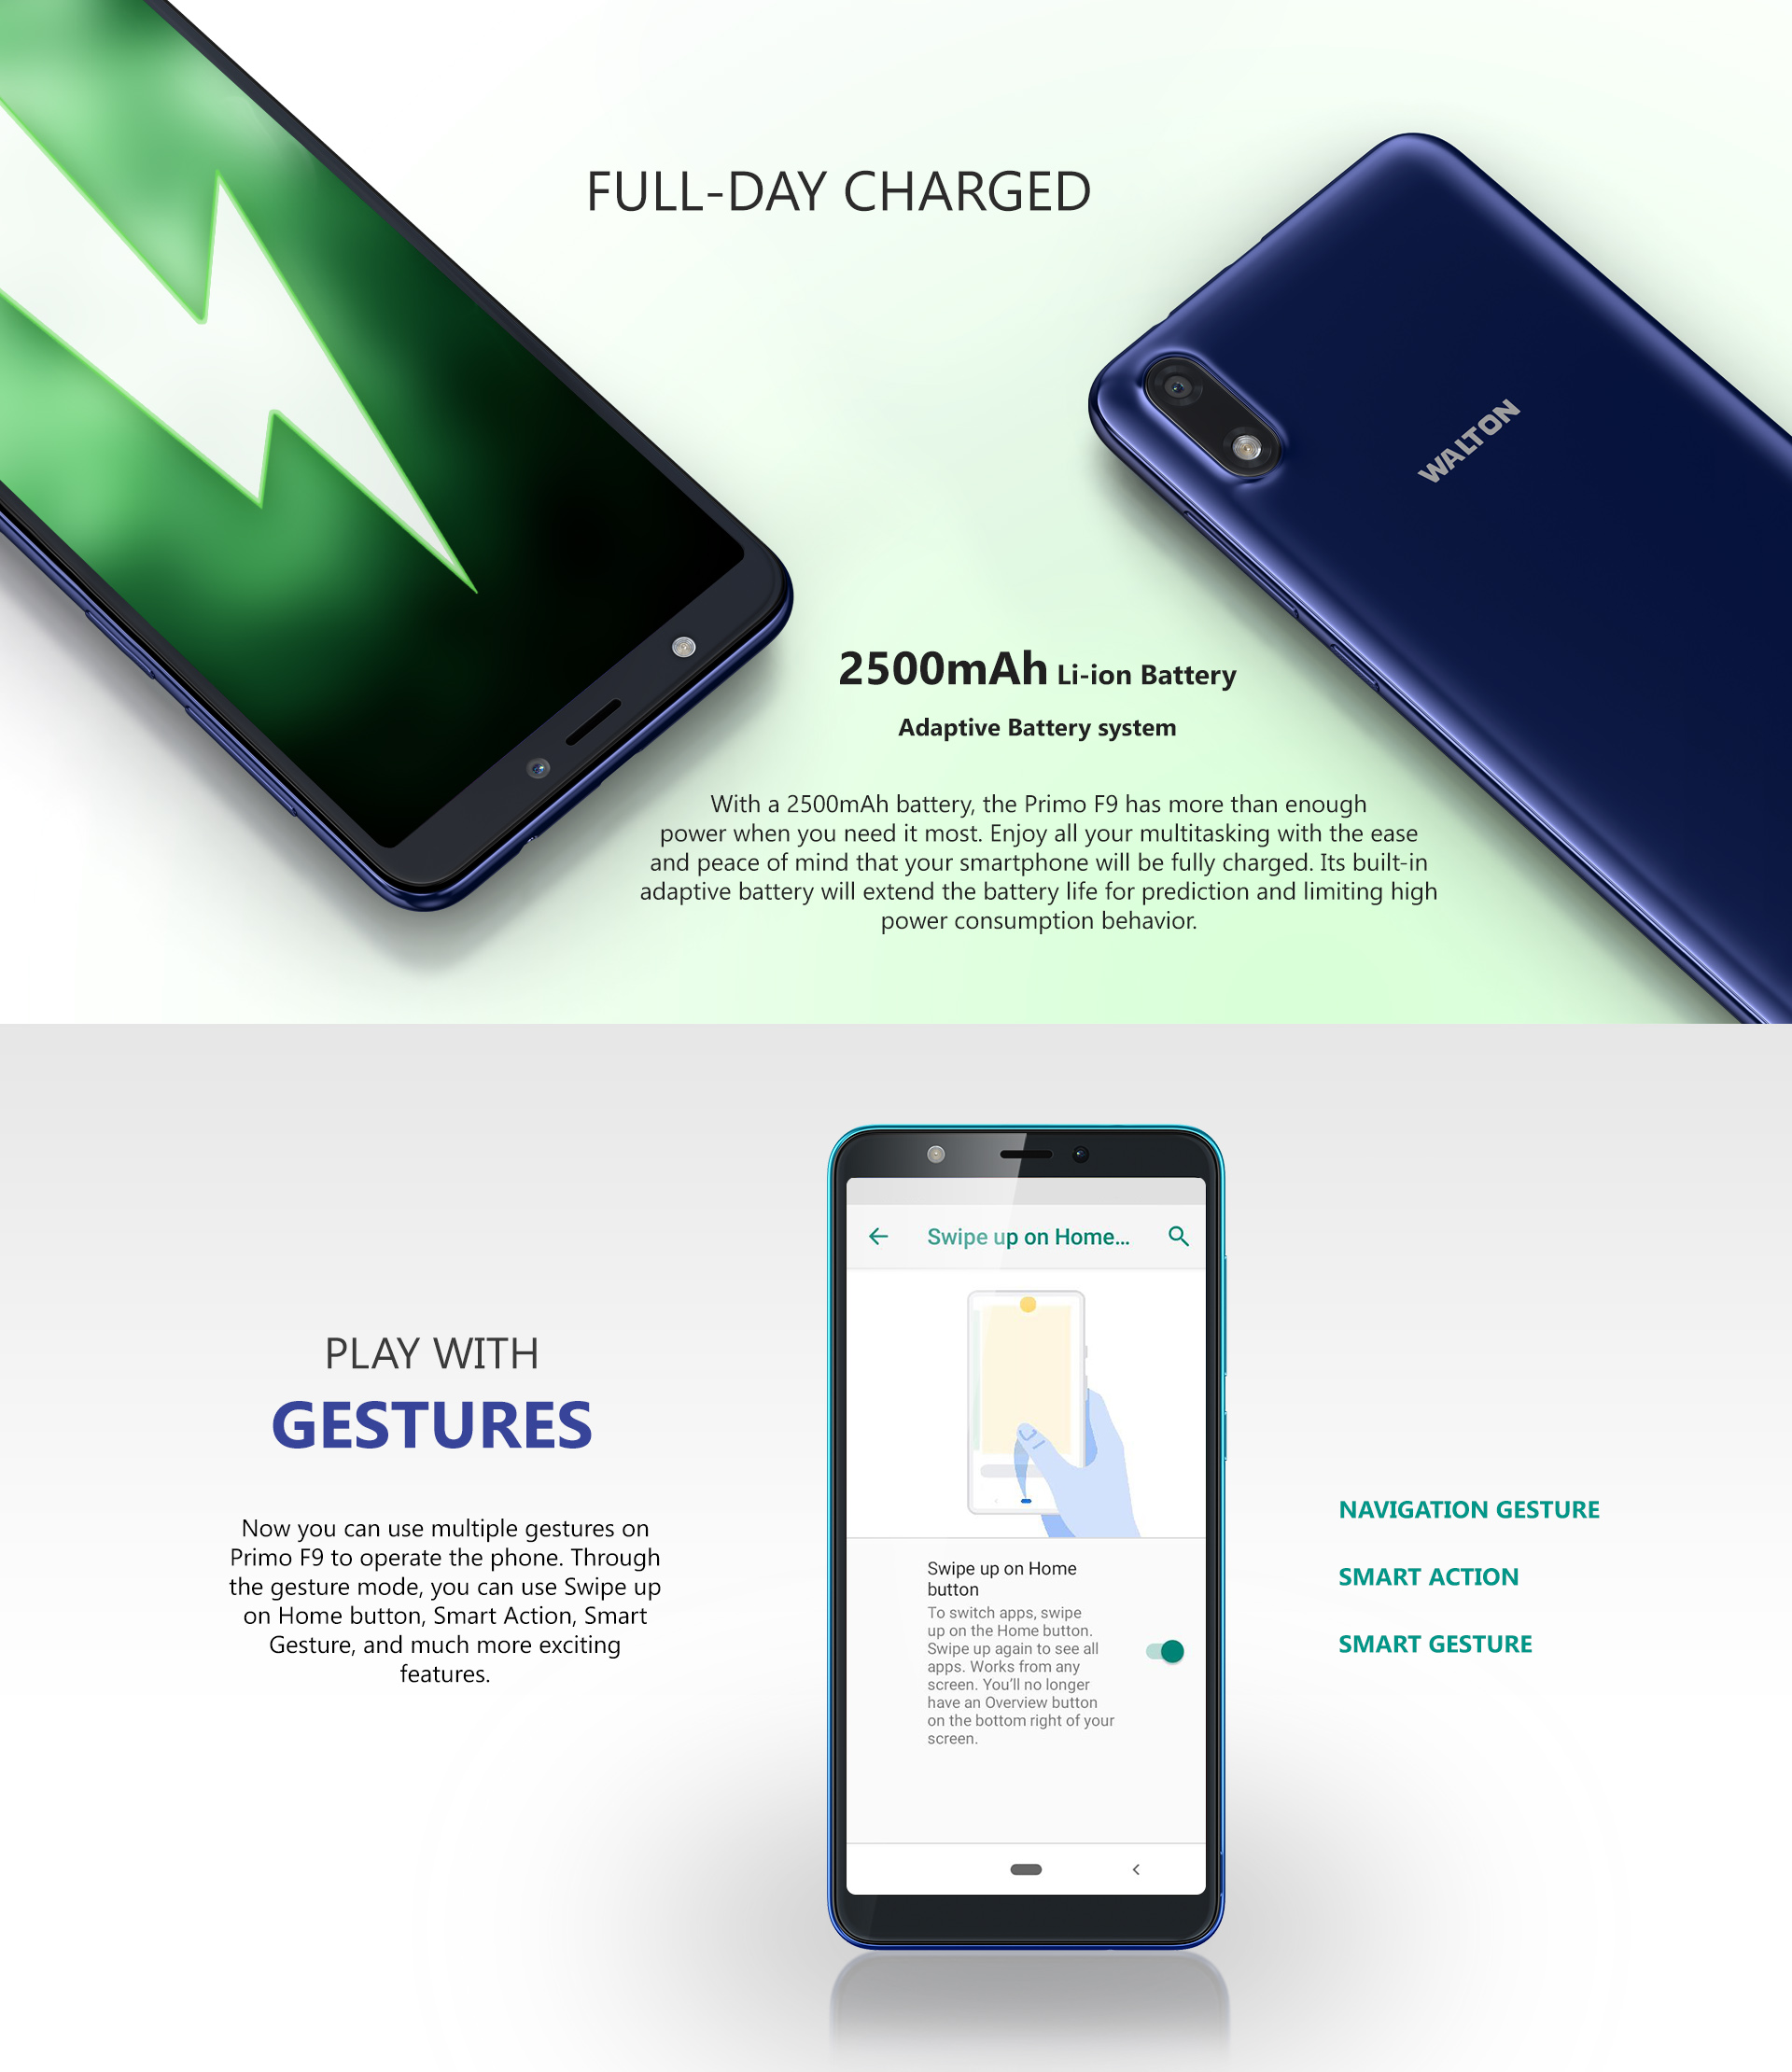 FULL-DAY CHARGED
WALTON
2500mAh Li-ion Battery
Adaptive Battery system
With a 2500mAh battery, the Primo F9 has more than enough
power when you need it most. Enjoy all your multitasking with the ease
and peace of mind that your smartphone will be fully charged. Its built-in
adaptive battery will extend the battery life for prediction and limiting high
power consumption behavior.
PLAY WITH
GESTURES
Now you can use multiple gestures on
Primo F9 to operate the phone. Through
the gesture mode, you can use Swipe up
on Home button, Smart Action, Smart
Gesture, and much more exciting
features.
Swipe up on Home...
Swipe up on Home
button
To switch apps, swipe
up on the Home button.
Swipe up again to see all
apps. Works from any
screen. You'll no longer
have an Overview button
on the bottom right of your
screen.
NAVIGATION GESTURE
SMART ACTION
SMART GESTURE